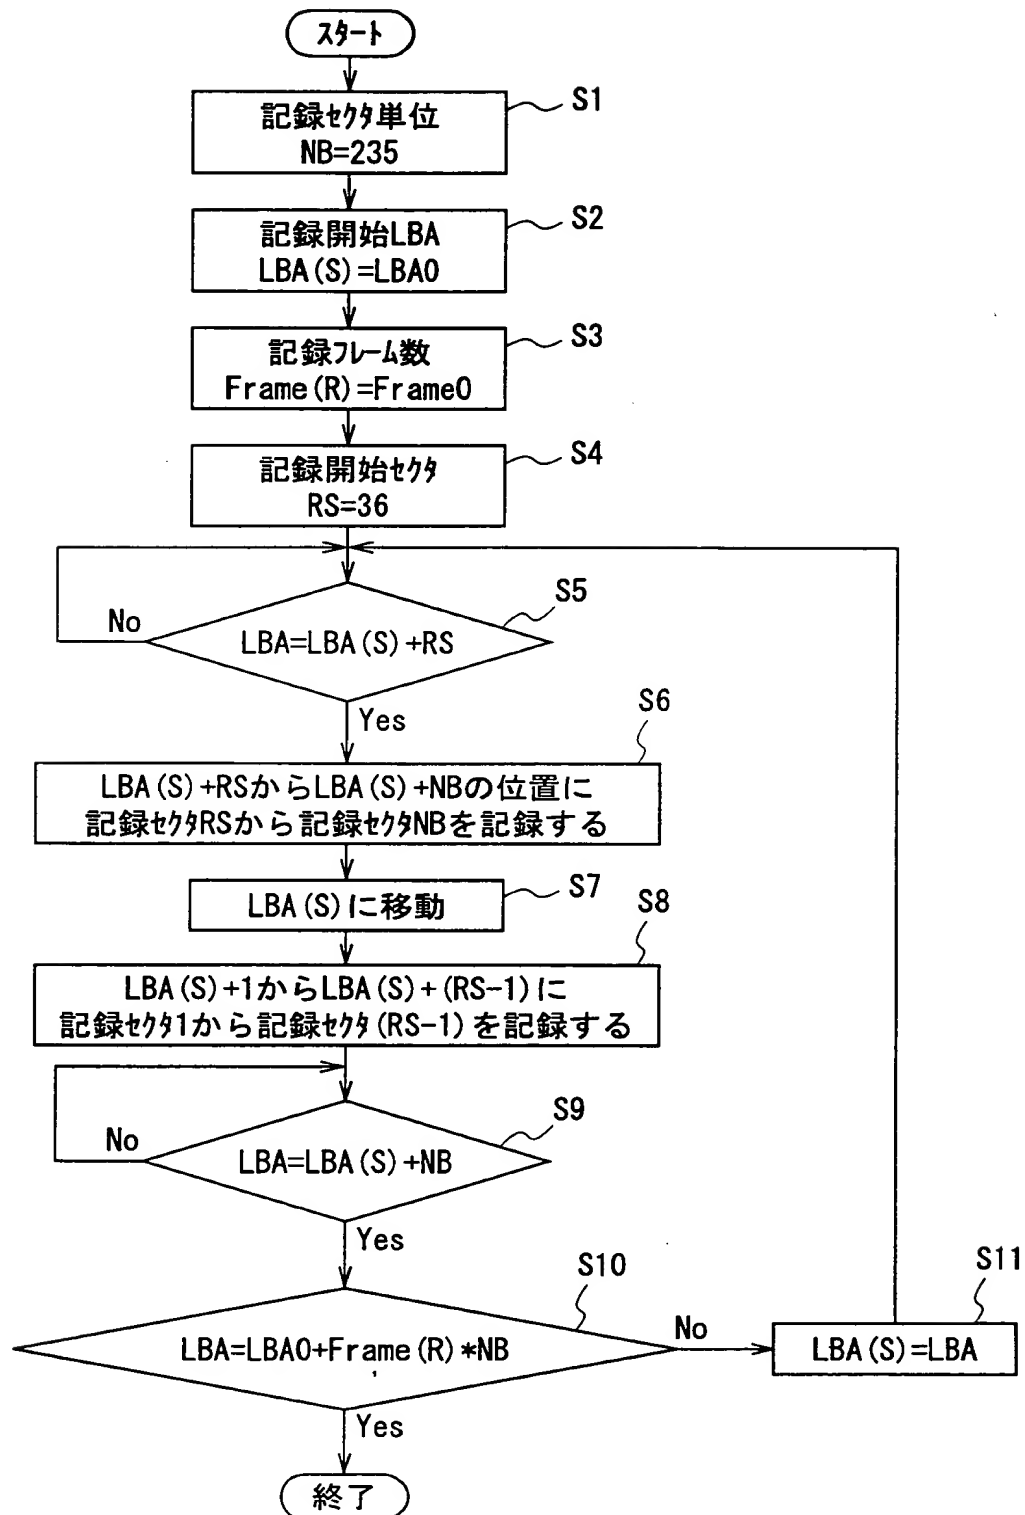 スタート
記録セクタ単位
NB=235
S1
記録開始LBA
LBA(S)=LBA0
S2
記録フレーム数
Frame(R)=Frame0
S3
記録開始セクタ
RS=36
S4
LBA=LBA(S)+RS
S5
No
Yes
LBA(S)+RSからLBA(S)+NBの位置に
記録セクタRSから記録セクタNBを記録する
S6
LBA(S)に移動
S7
LBA(S)+1からLBA(S)+(RS-1)に
記録セクタ1から記録セクタ(RS-1)を記録する
S8
LBA=LBA(S)+NB
S9
No
Yes
LBA=LBA0+Frame(R)*NB
S10
No
LBA(S)=LBA
S11
Yes
終了